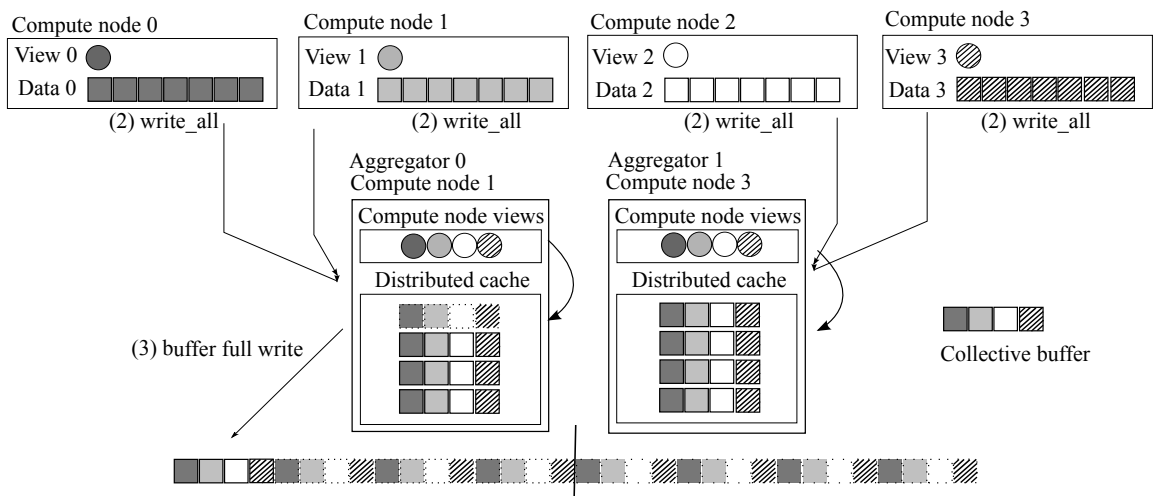 Compute node 0
View 0
Data 0
(2) write_all
Compute node 1
View 1
Data 1
(2) write_all
Compute node 2
View 2
Data 2
(2) write_all
Compute node 3
View 3
Data 3
(2) write_all
Aggregator 0
Compute node 1
Compute node views
Distributed cache
Aggregator 1
Compute node 3
Compute node views
Distributed cache
(3) buffer full write
Collective buffer